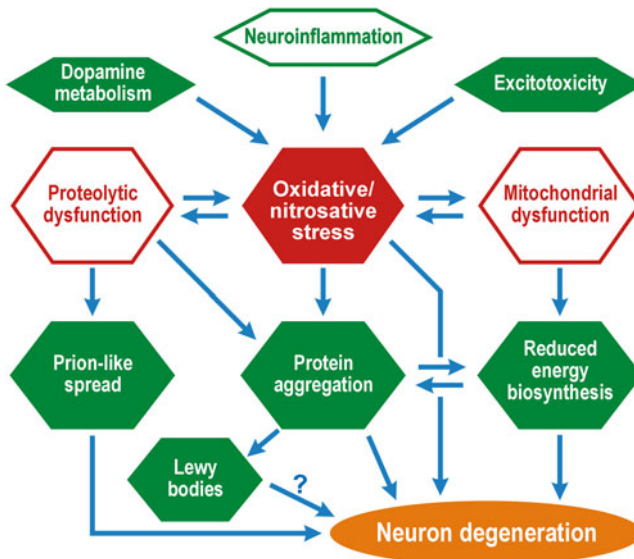 Neuroinflammation
Dopamine
metabolism
Excitotoxicity
Proteolytic
dysfunction
Oxidative/
nitrosative
stress
Mitochondrial
dysfunction
Prion-like
spread
Protein
aggregation
Reduced
energy
biosynthesis
Lewy
bodies
?
Neuron degeneration